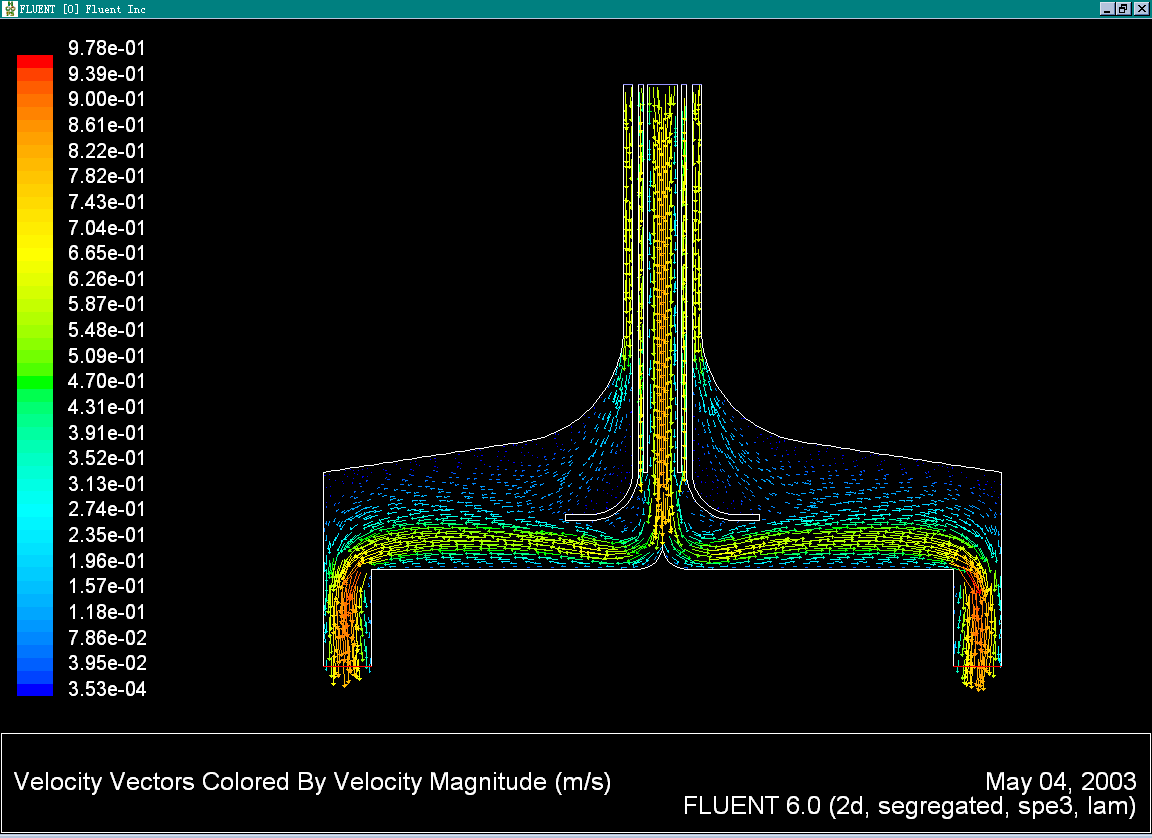 FLUENT [0] Fluent Inc
9.78e-01
9.39e-01
9.00e-01
8.61e-01
8.22e-01
7.82e-01
7.43e-01
7.04e-01
6.65e-01
6.26e-01
5.87e-01
5.48e-01
5.09e-01
4.70e-01
4.31e-01
3.91e-01
3.52e-01
3.13e-01
2.74e-01
2.35e-01
1.96e-01
1.57e-01
1.18e-01
7.86e-02
3.95e-02
3.53e-04
Velocity Vectors Colored By Velocity Magnitude (m/s)
May 04, 2003
FLUENT 6.0 (2d, segregated, spe3, lam)